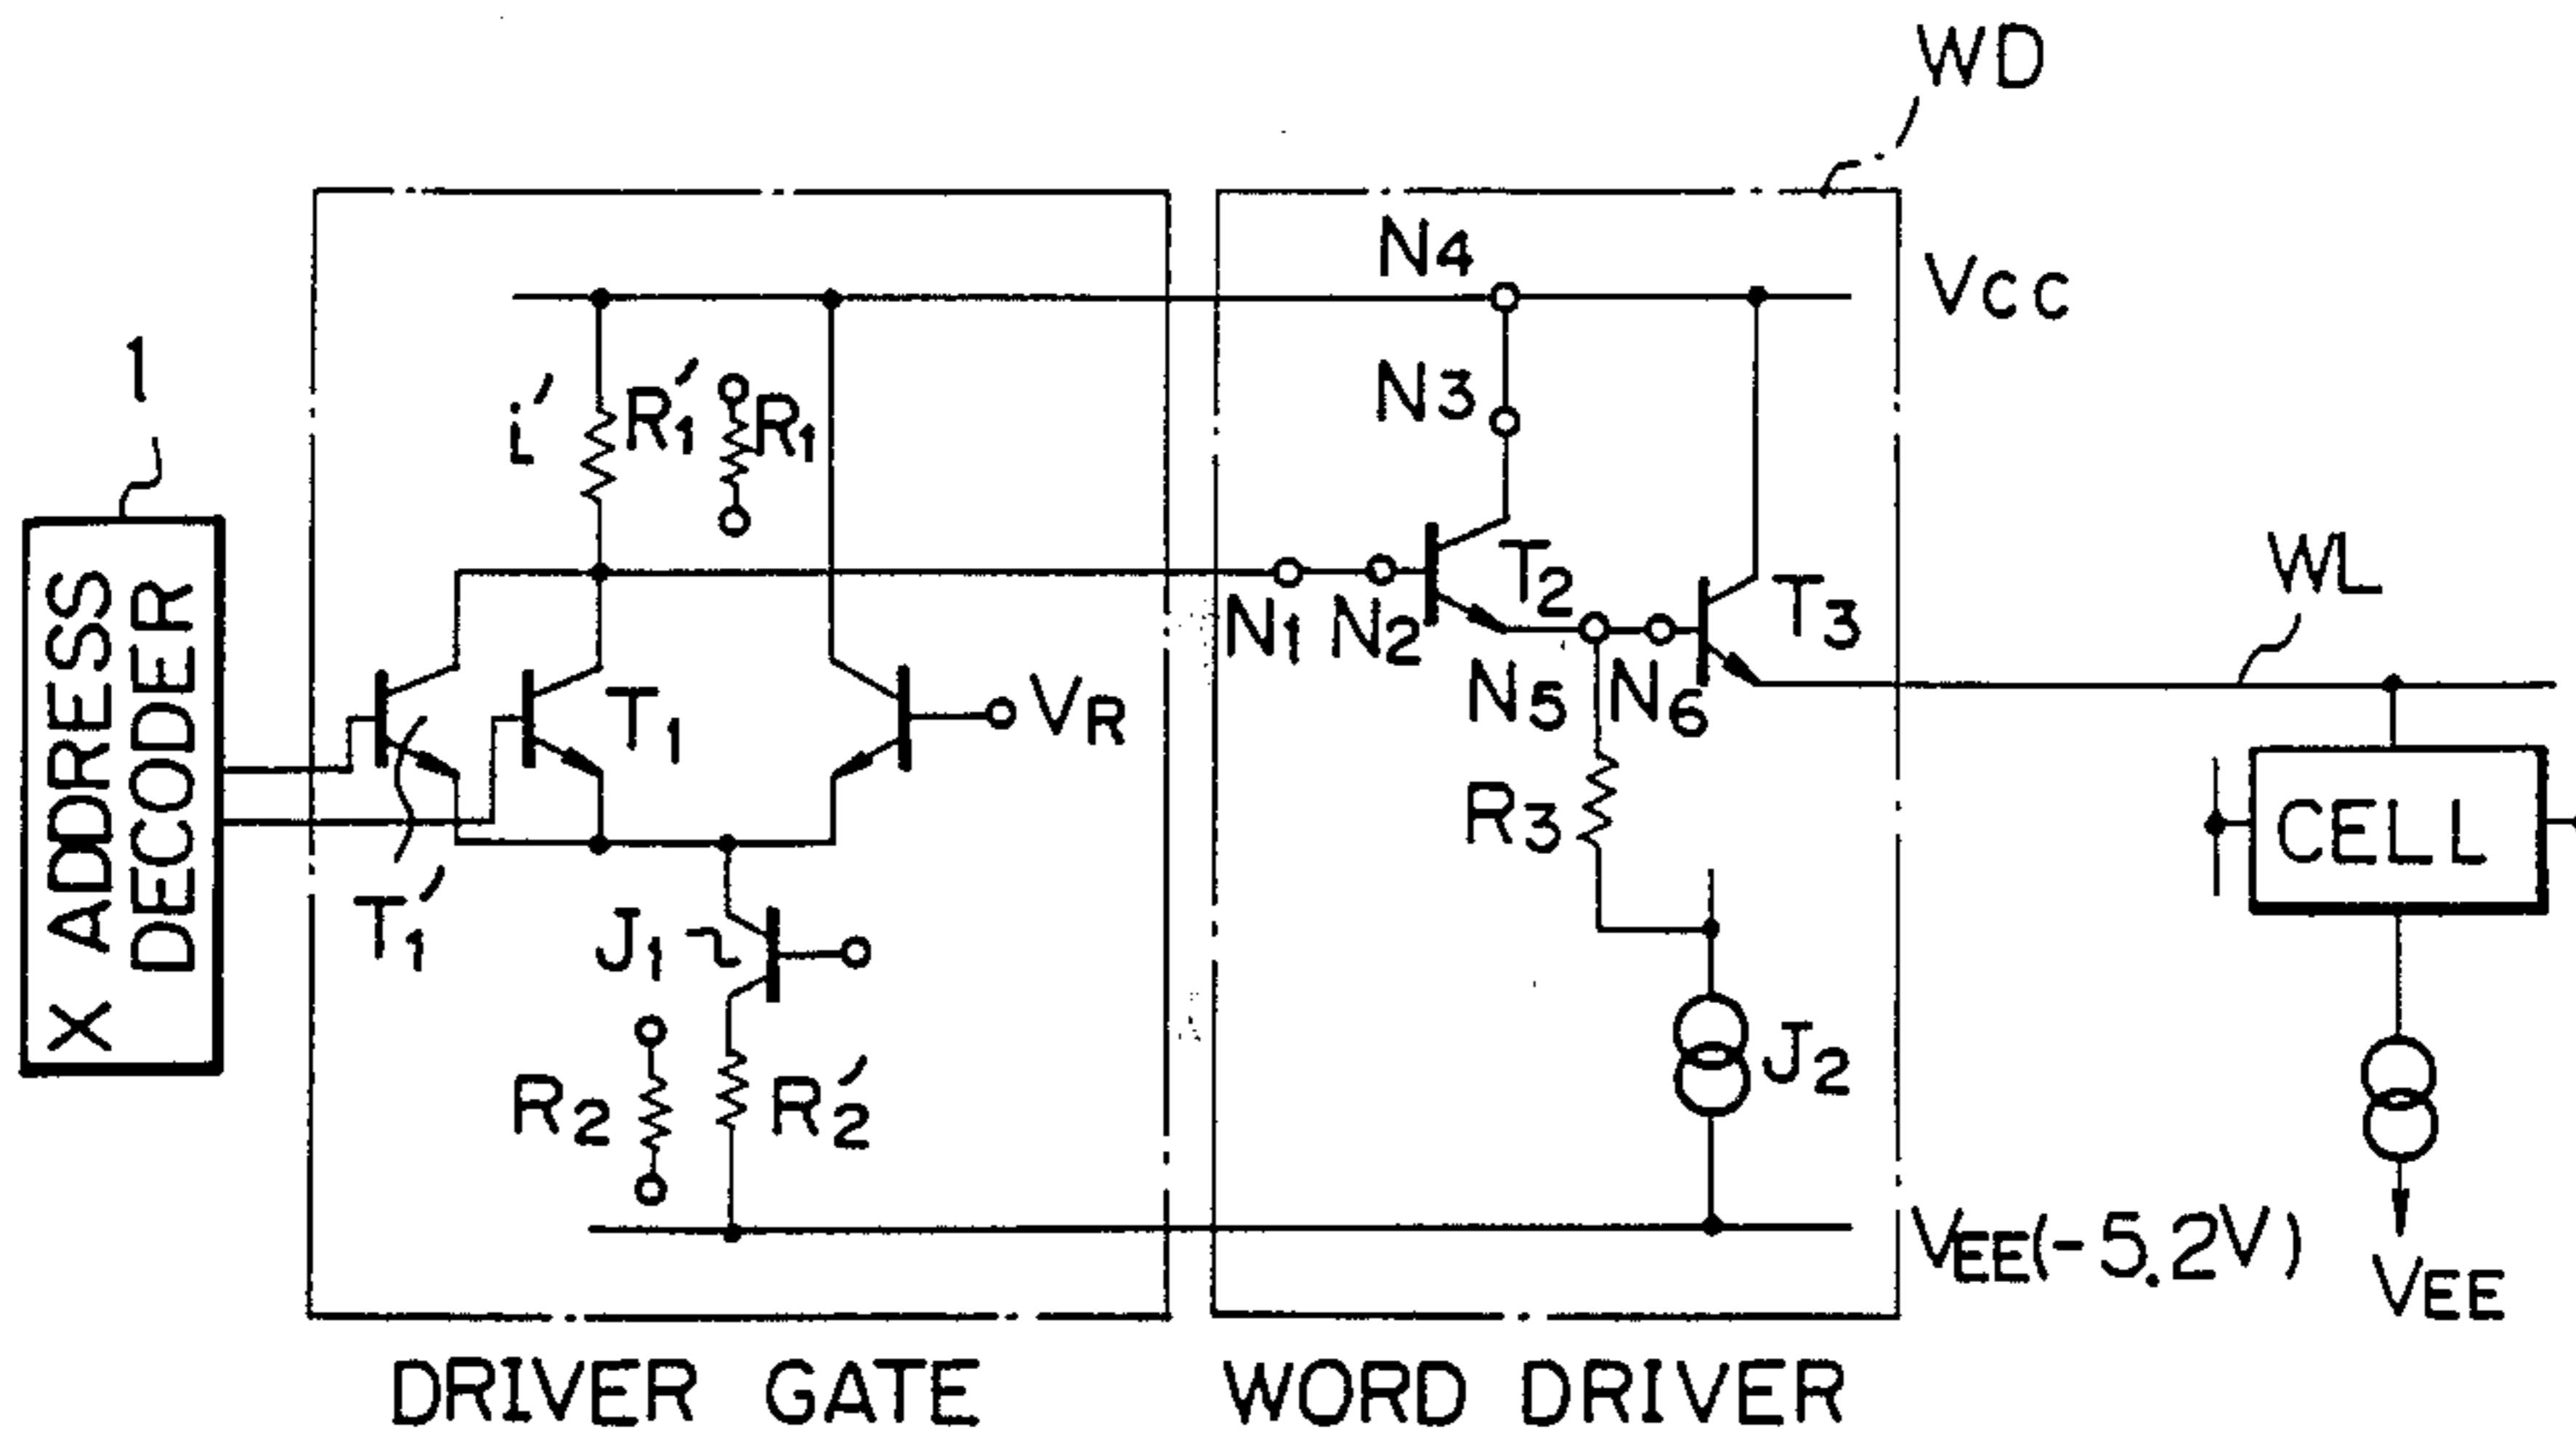 WD
N4
VCC
1
i'
R1'
R1
N3
X ADDRESS
DECODER
T1
VR
N1
N2
T2
N5
N6
T3
WL
R3
CELL
T1'
J1
R2
R2'
J2
VEE(-5.2V)
VEE
DRIVER GATE
WORD DRIVER